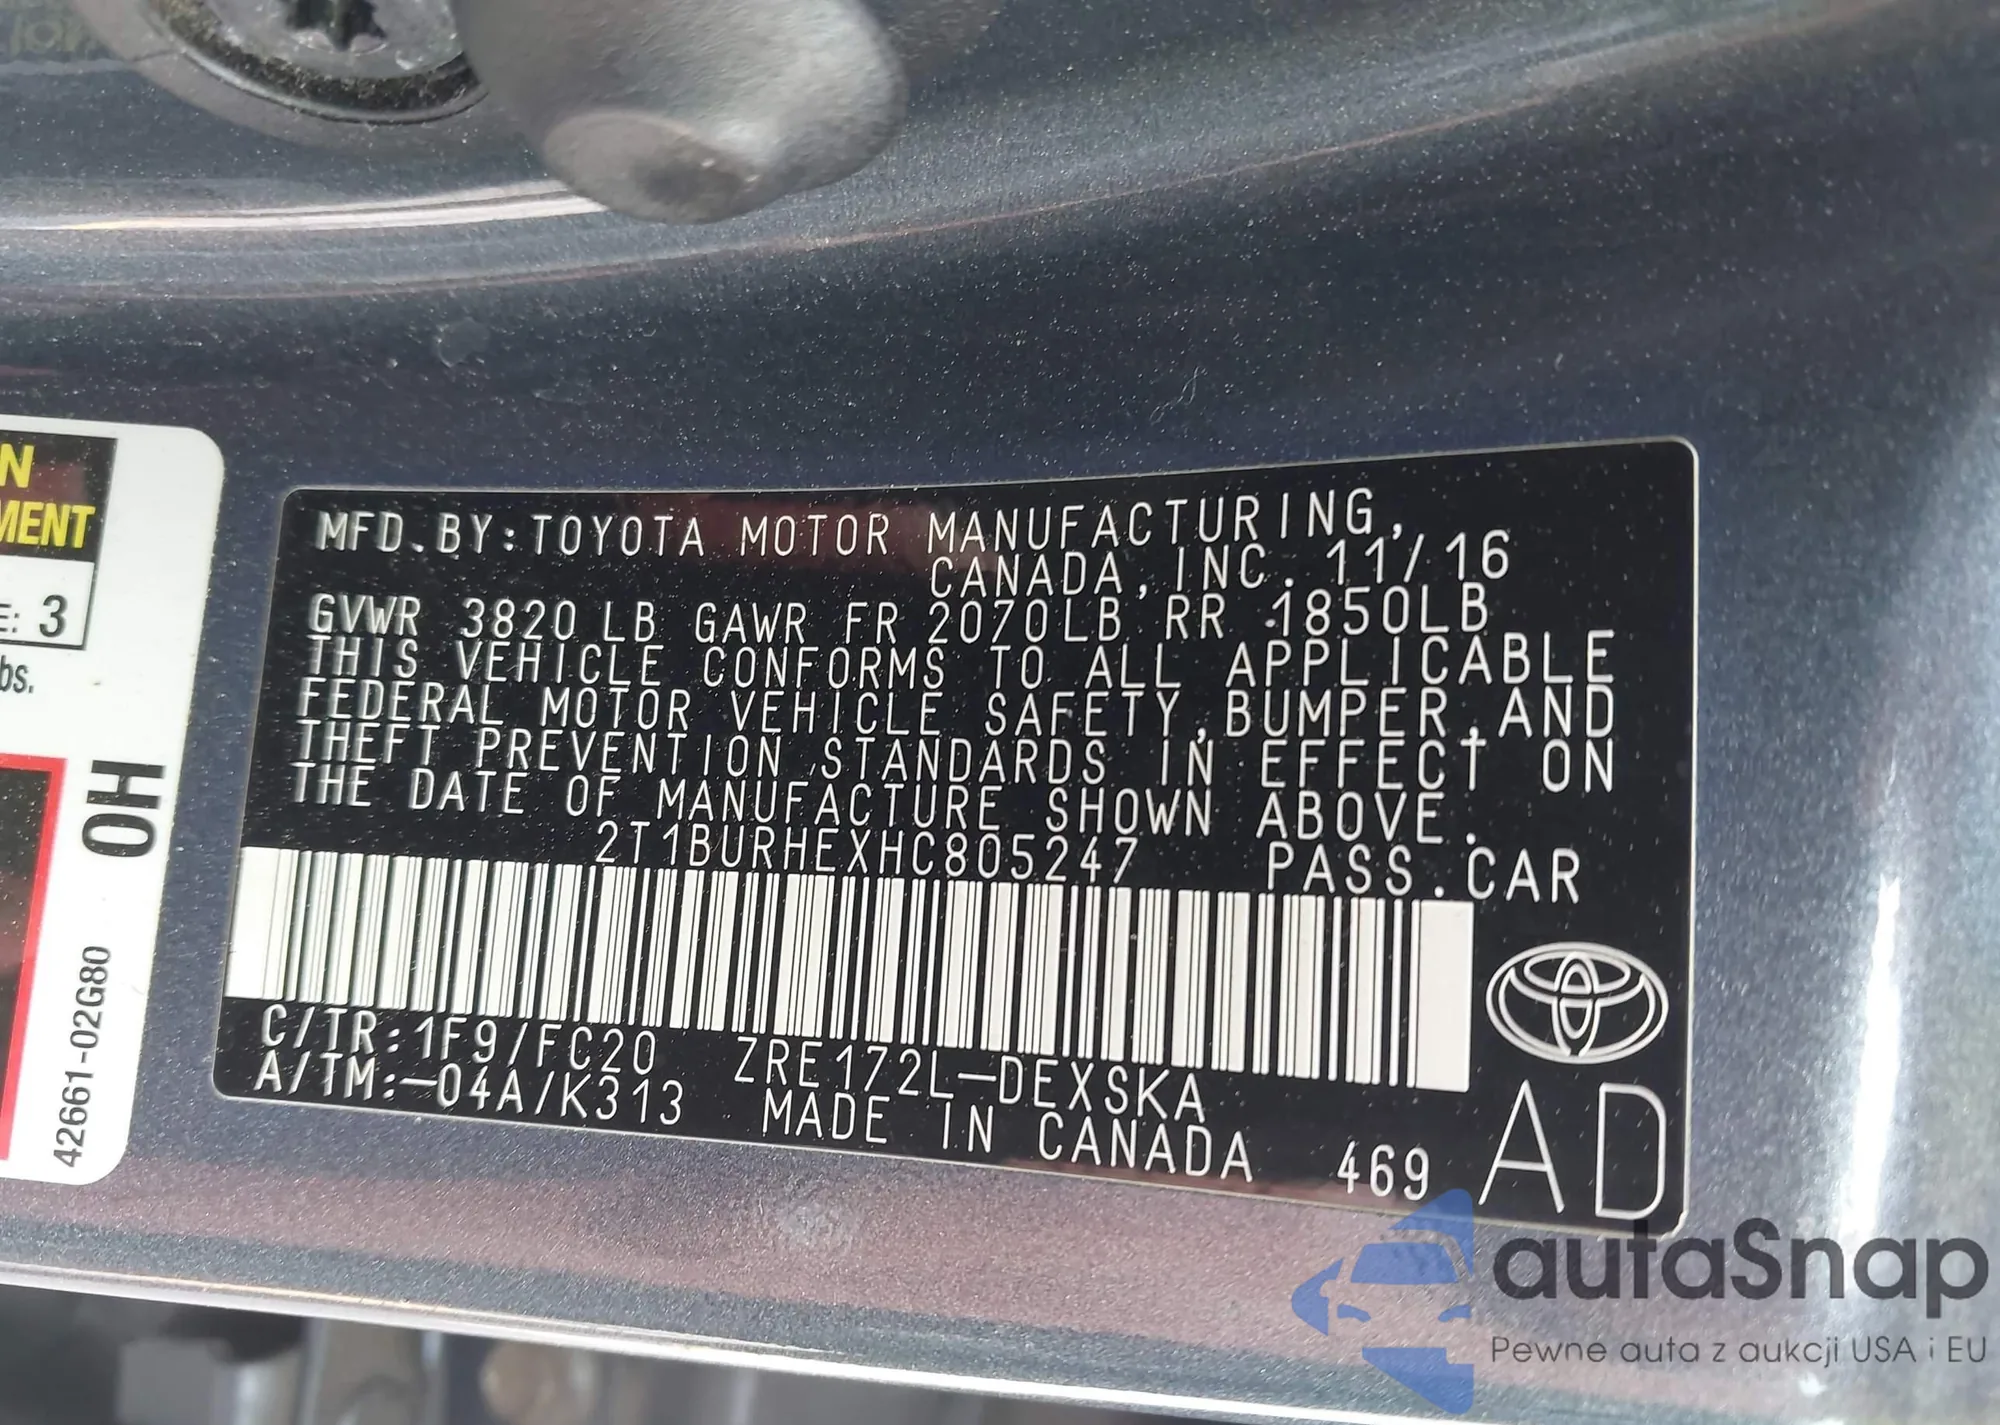 N
MENT
E: 3
bs.
OH
42661-02G80
MFD.BY:TOYOTA MOTOR MANUFACTURING,
CANADA,INC. 11/16
GVWR 3820LB GAWR FR 2070LB RR 1850LB
THIS VEHICLE CONFORMS TO ALL APPLICABLE
FEDERAL MOTOR VEHICLE SAFETY,BUMPER,AND
THEFT PREVENTION STANDARDS IN EFFECT ON
THE DATE OF MANUFACTURE SHOWN ABOVE.
2T1BURHEXHC805247 PASS.CAR
C/TR:1F9/FC20 ZRE172L-DEXSKA
A/TM:-04A/K313 MADE IN CANADA 469 AD
autaSnap
Pewne auta z aukcji USA i EU